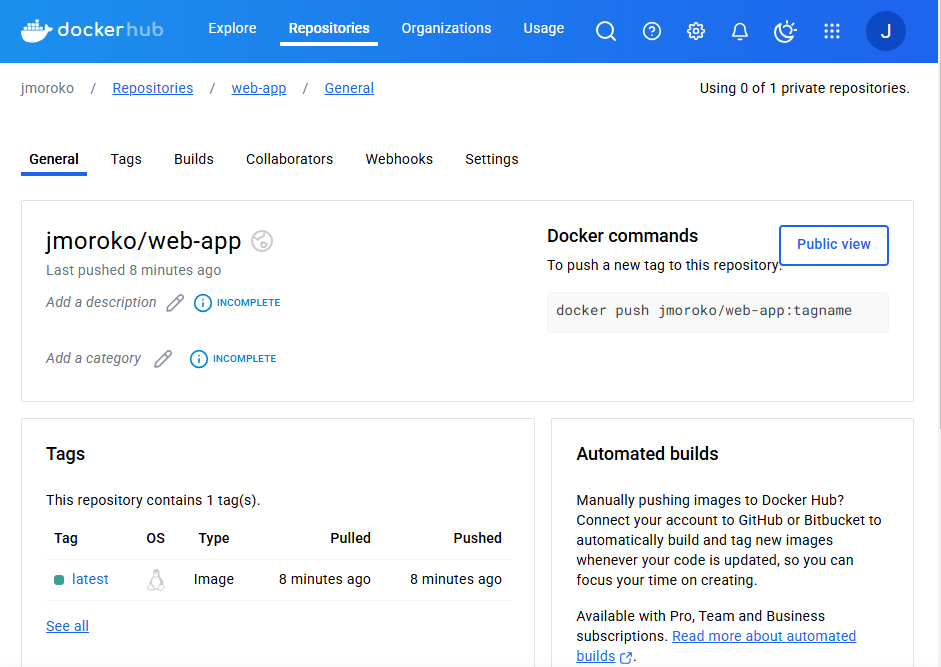 dockerhub Explore Repositories Organizations Usage J
jmoroko / Repositories / web-app / General Using 0 of 1 private repositories.
General Tags Builds Collaborators Webhooks Settings
jmoroko/web-app
Last pushed 8 minutes ago
Add a description INCOMPLETE
Add a category INCOMPLETE
Docker commands
Public view
To push a new tag to this repository:
docker push jmoroko/web-app:tagname
Tags
This repository contains 1 tag(s).
Tag OS Type Pulled Pushed
latest Image 8 minutes ago 8 minutes ago
See all
Automated builds
Manually pushing images to Docker Hub?
Connect your account to GitHub or Bitbucket to
automatically build and tag new images
whenever your code is updated, so you can
focus your time on creating.
Available with Pro, Team and Business
subscriptions. Read more about automated
builds .